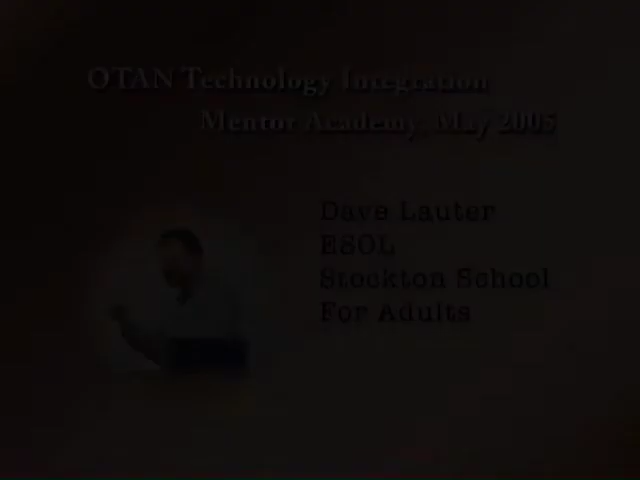 OTAN Technology Integration
Mentor Academy, May 2005
Dave Lauter
ESOL
Stockton School
For Adults